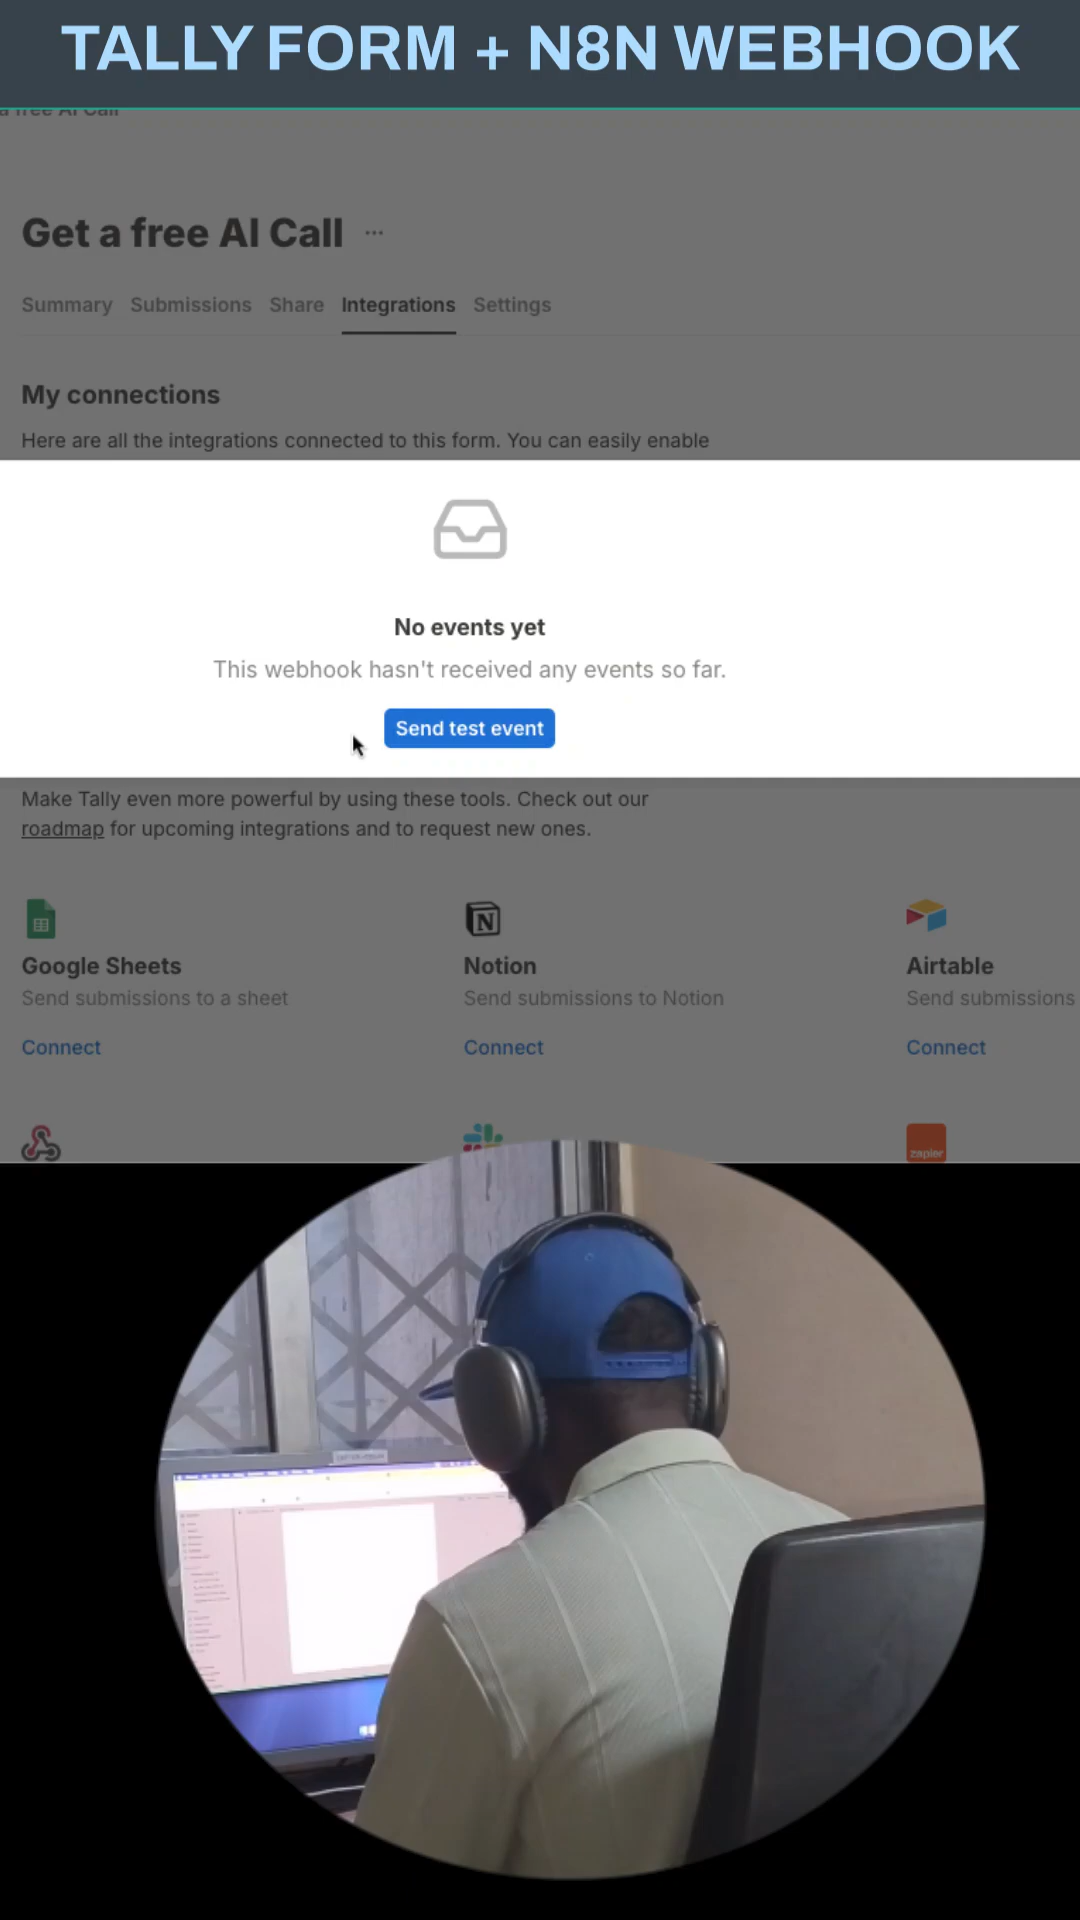 TALLY FORM + N8N WEBHOOK
a free AI Call
Get a free AI Call ...
Summary Submissions Share Integrations Settings
My connections
Here are all the integrations connected to this form. You can easily enable
No events yet
This webhook hasn't received any events so far.
Send test event
Make Tally even more powerful by using these tools. Check out our
roadmap for upcoming integrations and to request new ones.
Google Sheets
Send submissions to a sheet
Connect
Notion
Send submissions to Notion
Connect
Airtable
Send submissions
Connect
zapier